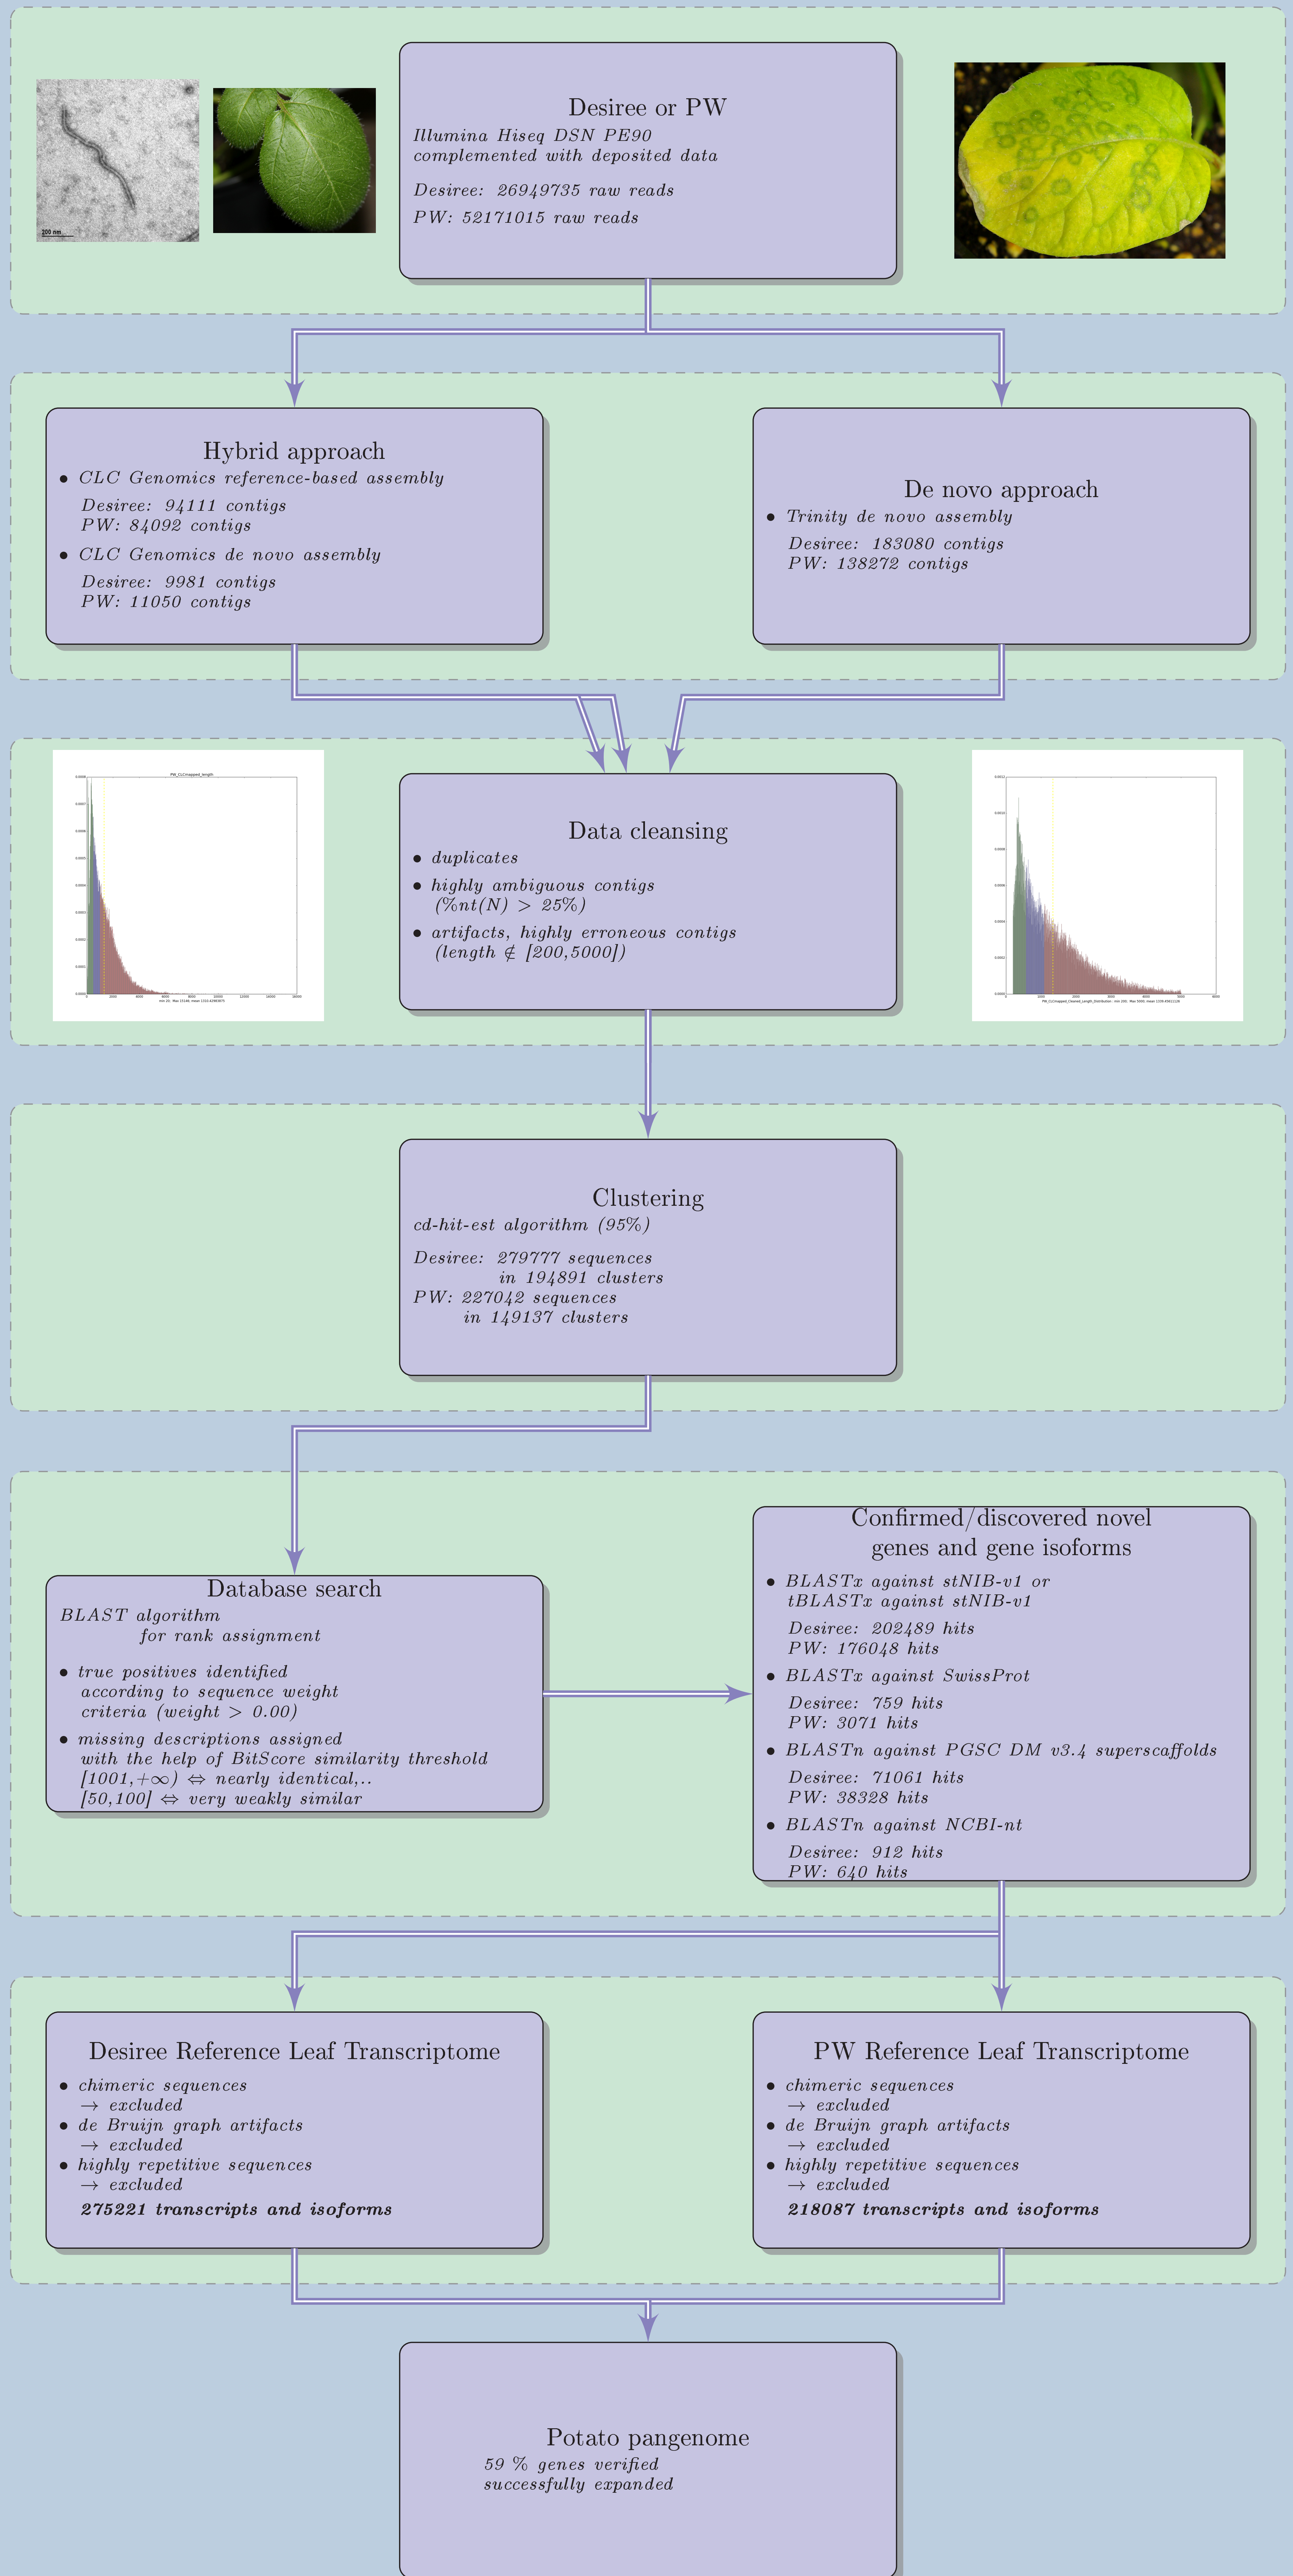 200 nm
Desiree or PW
Illumina Hiseq DSN PE90
complemented with deposited data
Desiree: 26949735 raw reads
PW: 52171015 raw reads
Hybrid approach
• CLC Genomics reference-based assembly
Desiree: 94111 contigs
PW: 84092 contigs
• CLC Genomics de novo assembly
Desiree: 9981 contigs
PW: 11050 contigs
De novo approach
• Trinity de novo assembly
Desiree: 183080 contigs
PW: 138272 contigs
PW_CLCmapped_length
Data cleansing
• duplicates
• highly ambiguous contigs
(%nt(N) > 25%)
• artifacts, highly erroneous contigs
(length ∉ [200,5000])
Clustering
cd-hit-est algorithm (95%)
Desiree: 279777 sequences
in 194891 clusters
PW: 227042 sequences
in 149137 clusters
Database search
BLAST algorithm
for rank assignment
• true positives identified
according to sequence weight
criteria (weight > 0.00)
• missing descriptions assigned
with the help of BitScore similarity threshold
[1001,+∞) ⇔ nearly identical,..
[50,100] ⇔ very weakly similar
Confirmed/discovered novel
genes and gene isoforms
• BLASTx against stNIB-v1 or
tBLASTx against stNIB-v1
Desiree: 202489 hits
PW: 176048 hits
• BLASTx against SwissProt
Desiree: 759 hits
PW: 3071 hits
• BLASTn against PGSC DM v3.4 superscaffolds
Desiree: 71061 hits
PW: 38328 hits
• BLASTn against NCBI-nt
Desiree: 912 hits
PW: 640 hits
Desiree Reference Leaf Transcriptome
• chimeric sequences
→ excluded
• de Bruijn graph artifacts
→ excluded
• highly repetitive sequences
→ excluded
275221 transcripts and isoforms
PW Reference Leaf Transcriptome
• chimeric sequences
→ excluded
• de Bruijn graph artifacts
→ excluded
• highly repetitive sequences
→ excluded
218087 transcripts and isoforms
Potato pangenome
59 % genes verified
successfully expanded